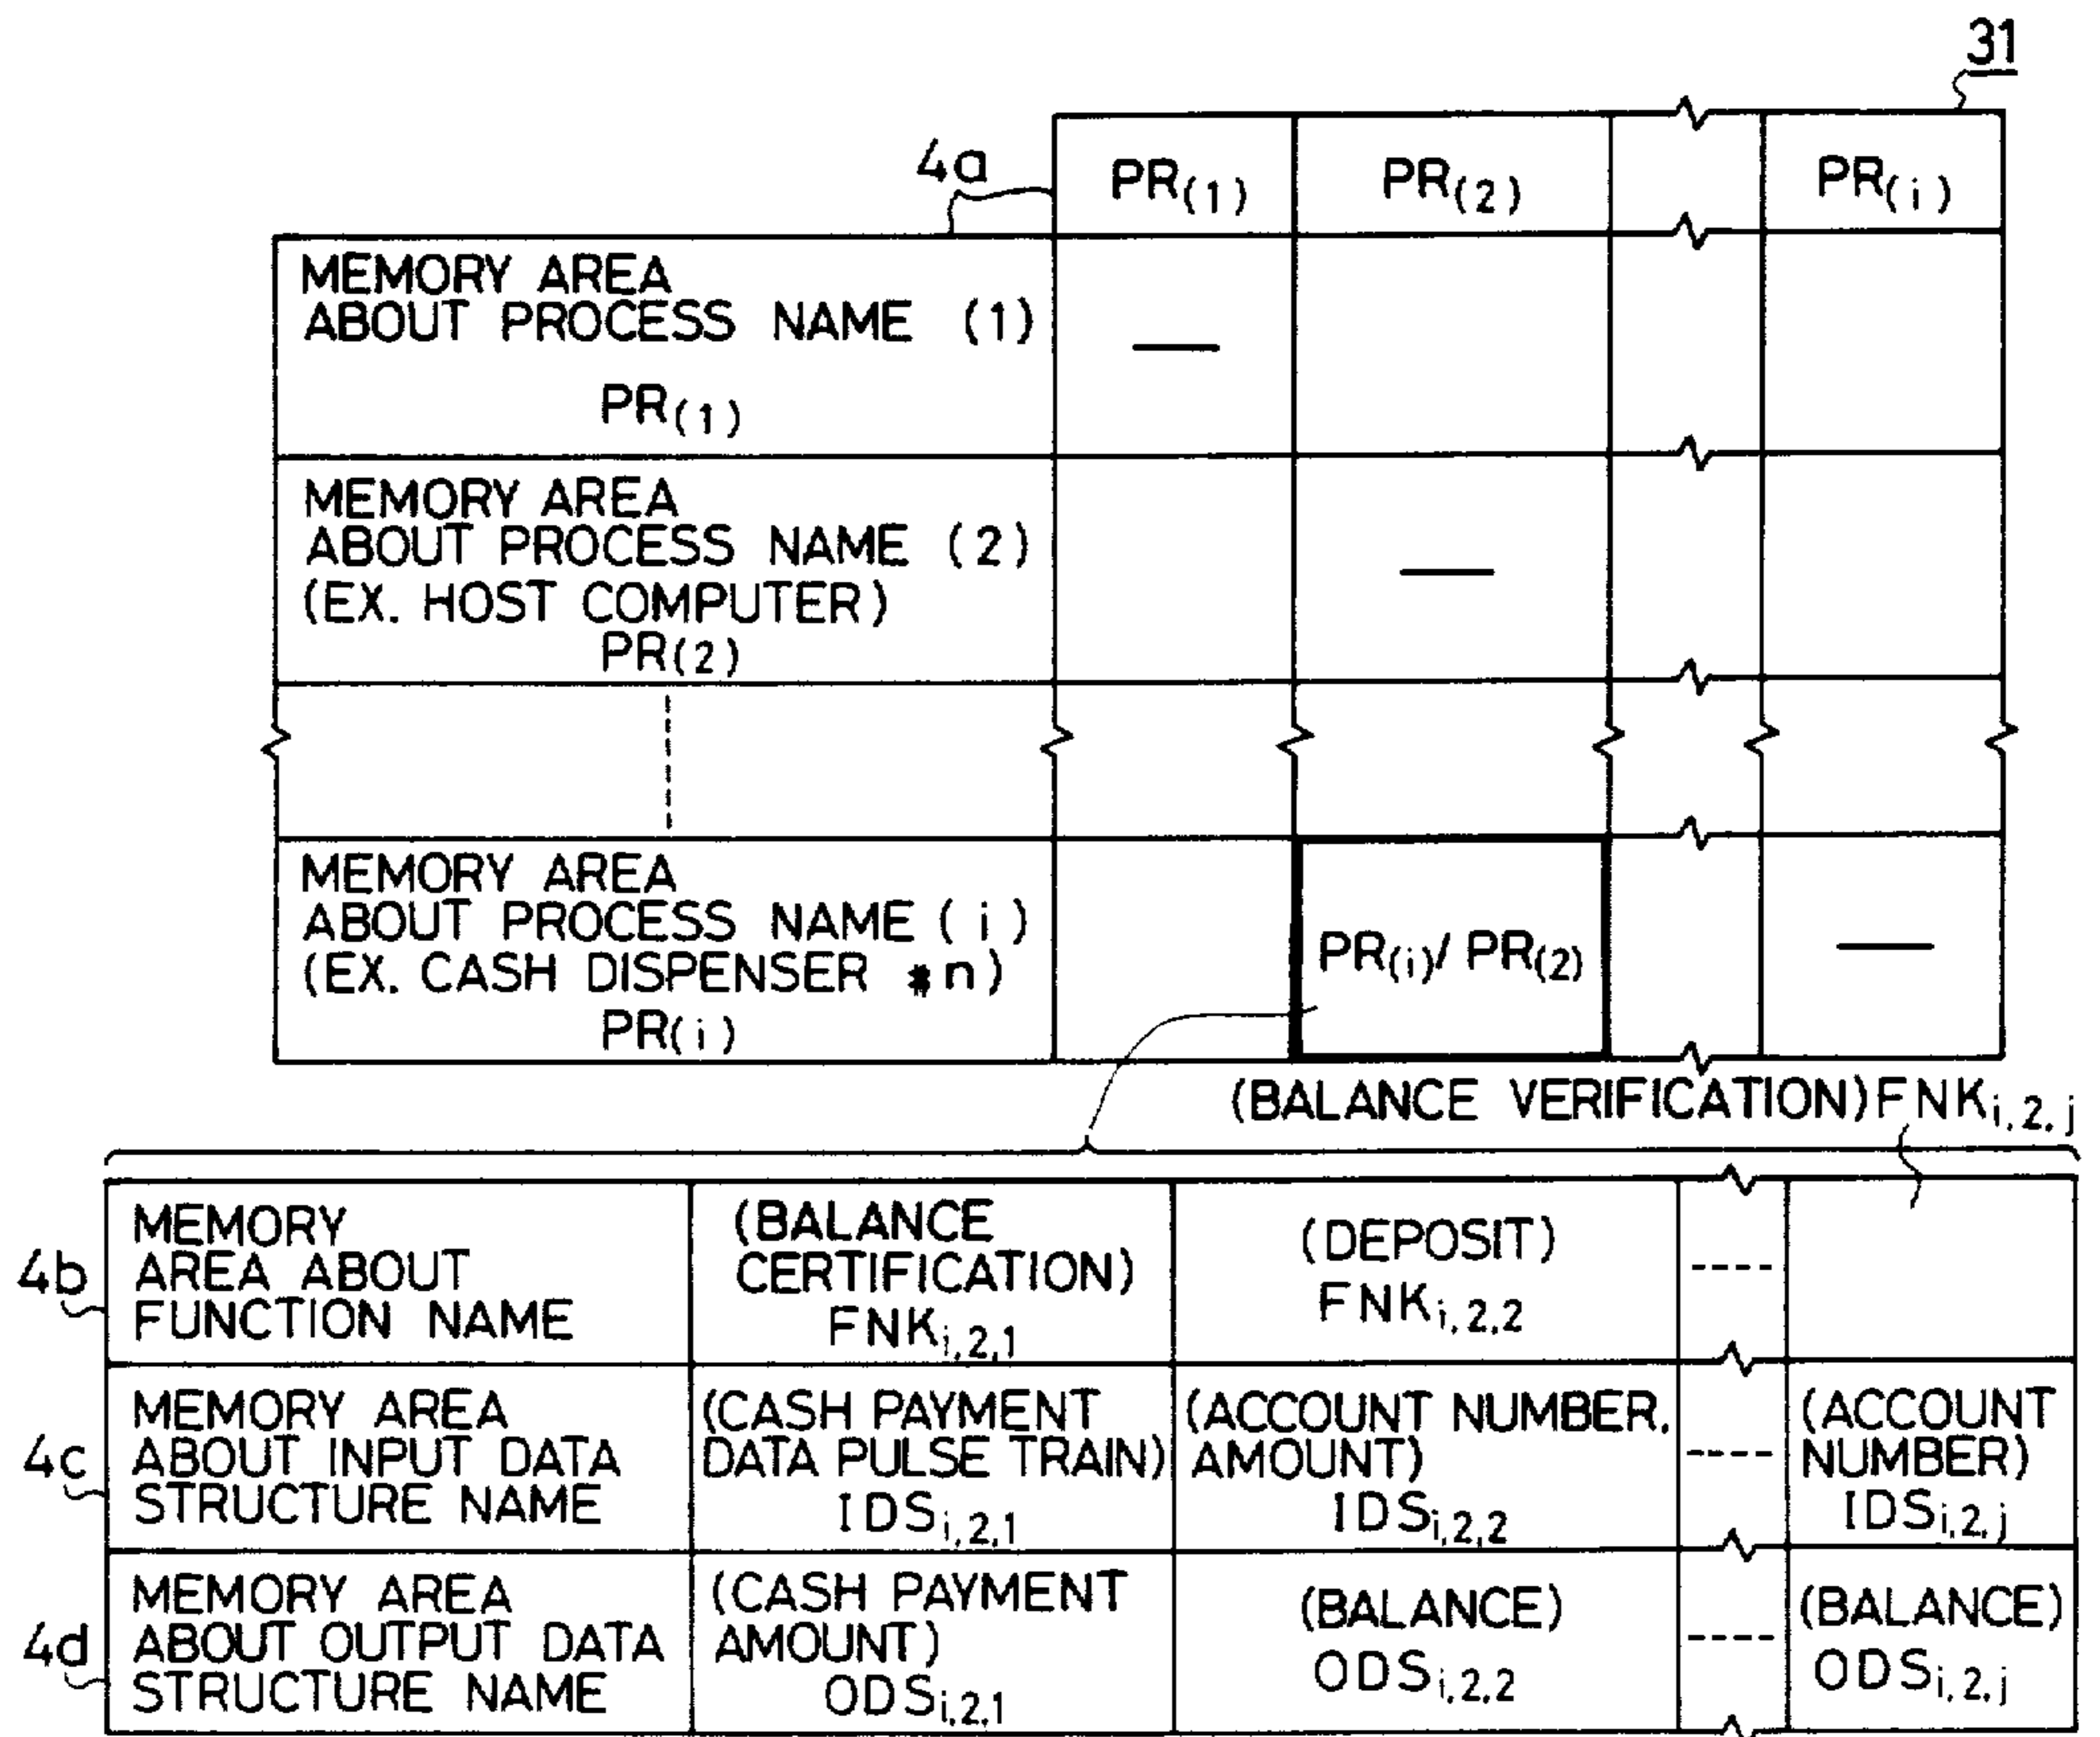 31
4a
PR(1) PR(2) PR(i)
MEMORY AREA
ABOUT PROCESS NAME (1)
PR(1)
MEMORY AREA
ABOUT PROCESS NAME (2)
(EX. HOST COMPUTER)
PR(2)
MEMORY AREA
ABOUT PROCESS NAME (i)
(EX. CASH DISPENSER #n)
PR(i)
PR(i)/PR(2)
(BALANCE VERIFICATION) FNKi,2,j
4b
MEMORY
AREA ABOUT
FUNCTION NAME
(BALANCE
CERTIFICATION)
FNKi,2,1
(DEPOSIT)
FNKi,2,2
4c
MEMORY AREA
ABOUT INPUT DATA
STRUCTURE NAME
(CASH PAYMENT
DATA PULSE TRAIN)
IDSi,2,1
(ACCOUNT NUMBER.
AMOUNT)
IDSi,2,2
(ACCOUNT
NUMBER)
IDSi,2,j
4d
MEMORY AREA
ABOUT OUTPUT DATA
STRUCTURE NAME
(CASH PAYMENT
AMOUNT)
ODSi,2,1
(BALANCE)
ODSi,2,2
(BALANCE)
ODSi,2,j